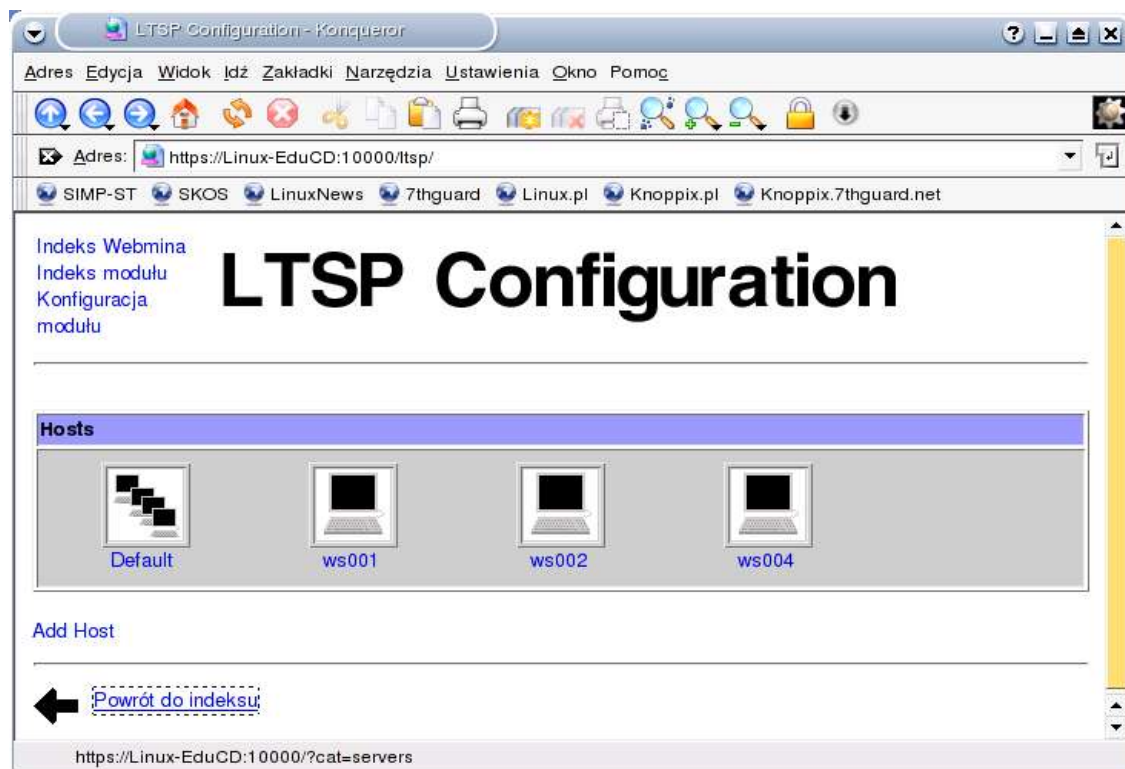 LTSP Configuration - Konqueror
Adres Edycja Widok Idź Zakładki Narzędzia Ustawienia Okno Pomoc
Adres: https://Linux-EduCD:10000/ltsp/
SIMP-ST SKOS LinuxNews 7thguard Linux.pl Knoppix.pl Knoppix.7thguard.net
Indeks Webmina
Indeks modułu
Konfiguracja
modułu
LTSP Configuration
Hosts
Default ws001 ws002 ws004
Add Host
Powrót do indeksu
https://Linux-EduCD:10000/?cat=servers